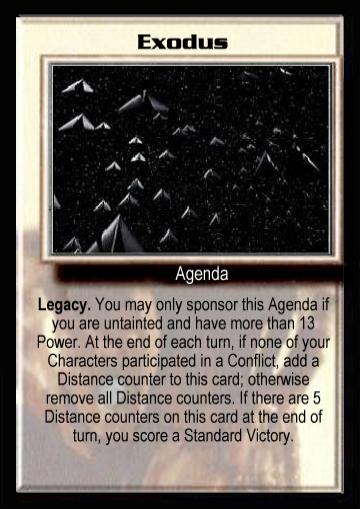 Exodus
Agenda
Legacy. You may only sponsor this Agenda if
you are untainted and have more than 13
Power. At the end of each turn, if none of your
Characters participated in a Conflict, add a
Distance counter to this card; otherwise
remove all Distance counters. If there are 5
Distance counters on this card at the end of
turn, you score a Standard Victory.